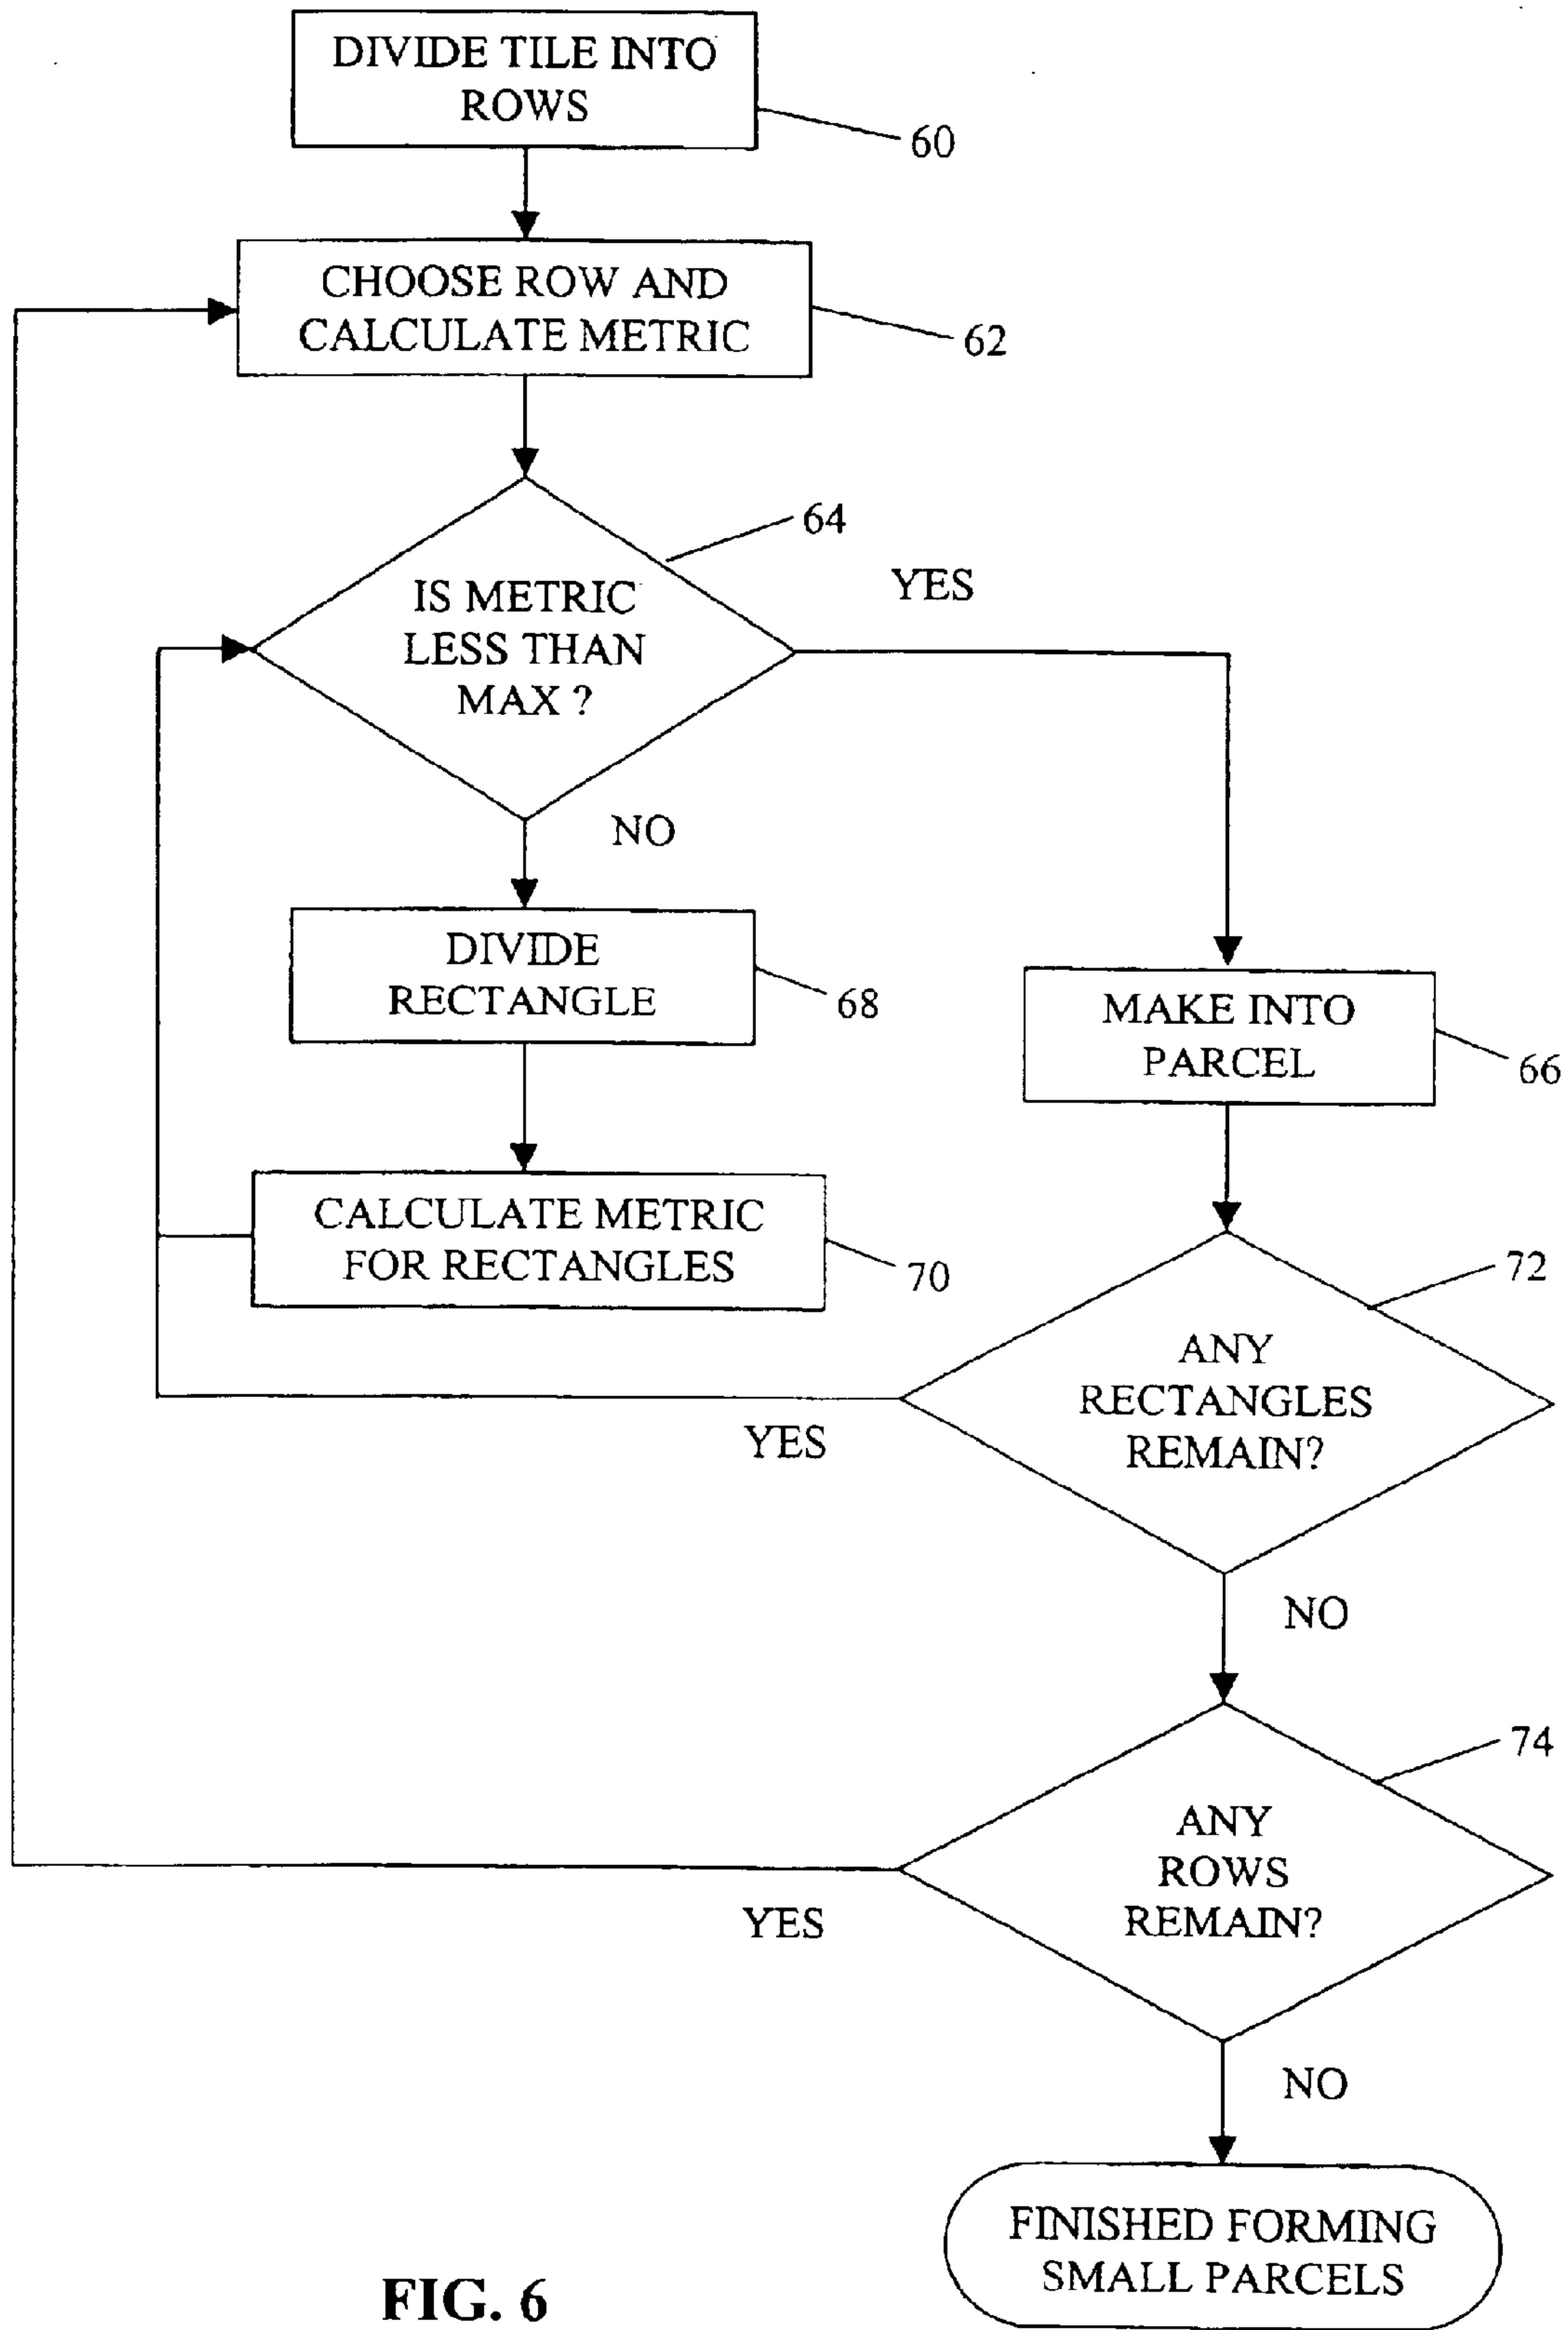 DIVIDE TILE INTO
ROWS
60
CHOOSE ROW AND
CALCULATE METRIC
62
64
YES
IS METRIC
LESS THAN
MAX ?
NO
DIVIDE
RECTANGLE
68
MAKE INTO
PARCEL
66
CALCULATE METRIC
FOR RECTANGLES
70
72
ANY
RECTANGLES
REMAIN?
YES
NO
74
ANY
ROWS
REMAIN?
YES
NO
FINISHED FORMING
SMALL PARCELS
FIG. 6